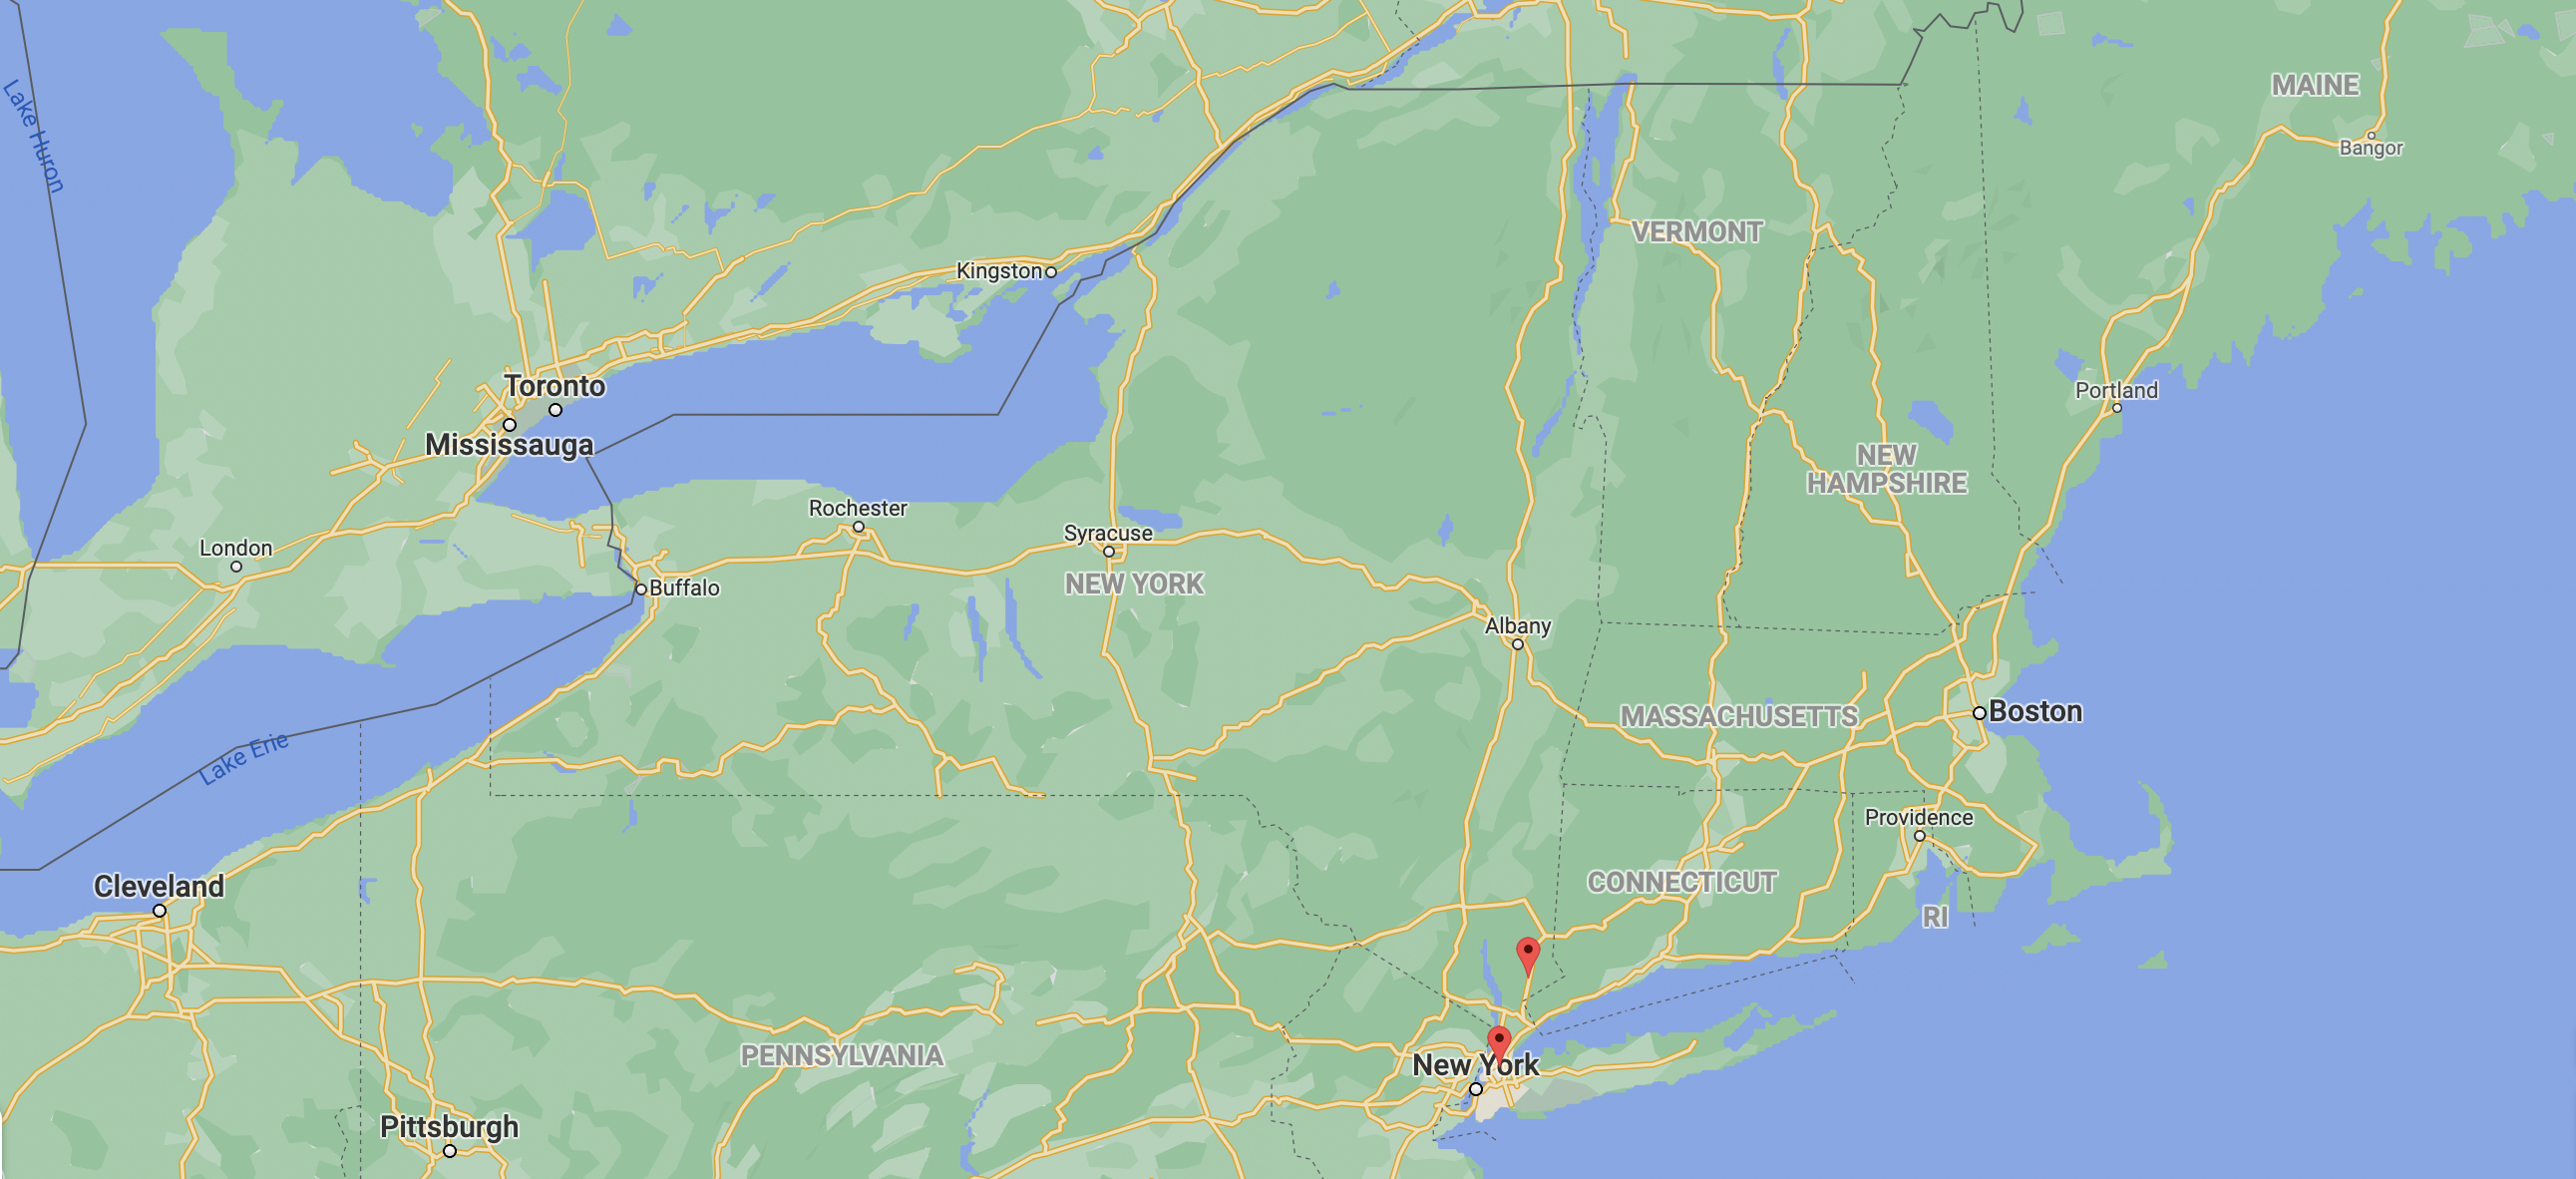 Lake Huron
MAINE
Bangor
VERMONT
Kingston
Toronto
Mississauga
Portland
NEW
HAMPSHIRE
Rochester
Syracuse
London
Buffalo
NEW YORK
Albany
MASSACHUSETTS
Boston
Lake Erie
Providence
Cleveland
CONNECTICUT
RI
PENNSYLVANIA
New York
Pittsburgh